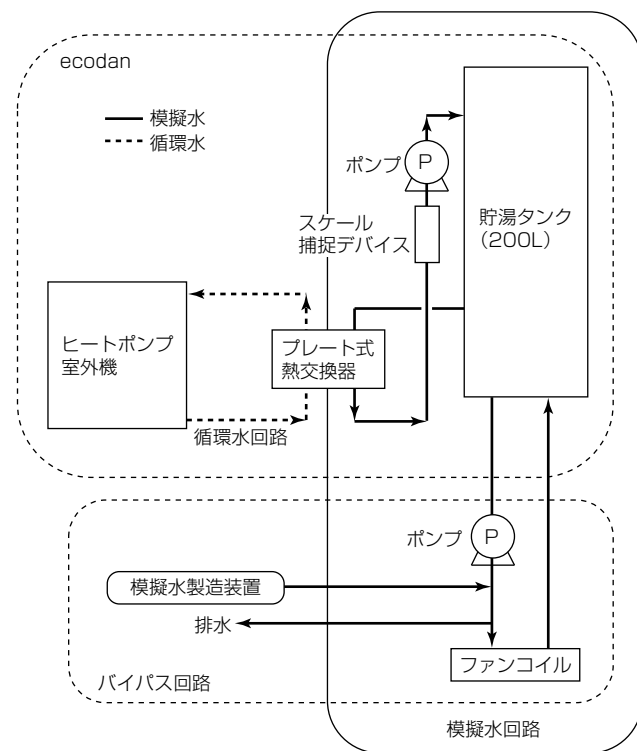 ecodan
模擬水
循環水
P
ポンプ
スケール
捕捉デバイス
貯湯タンク
（200L）
ヒートポンプ
室外機
プレート式
熱交換器
循環水回路
ポンプ
P
模擬水製造装置
排水
ファンコイル
バイパス回路
模擬水回路